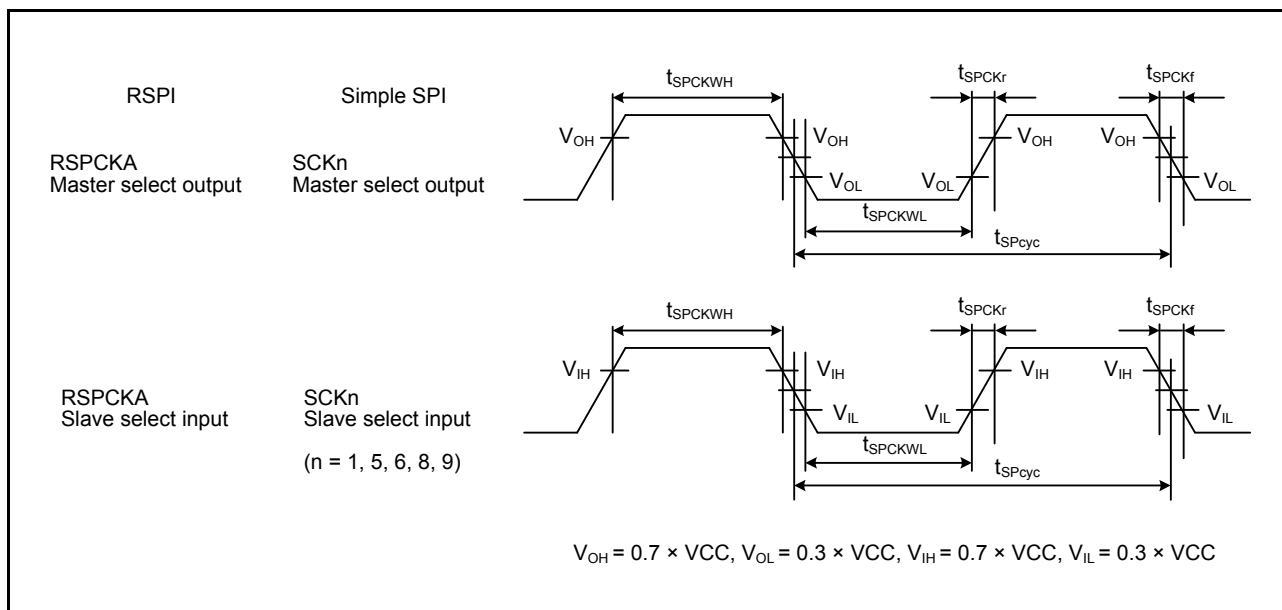 RSPI
Simple SPI
RSPCKA
Master select output
SCKn
Master select output
tSPCKWH
tSPCKr
tSPCKf
VOH
VOH
VOH
VOH
VOL
VOL
VOL
tSPCKWL
tSPcyc
RSPCKA
Slave select input
SCKn
Slave select input
(n = 1, 5, 6, 8, 9)
tSPCKWH
tSPCKr
tSPCKf
VIH
VIH
VIH
VIH
VIL
VIL
VIL
tSPCKWL
tSPcyc
VOH = 0.7 × VCC, VOL = 0.3 × VCC, VIH = 0.7 × VCC, VIL = 0.3 × VCC